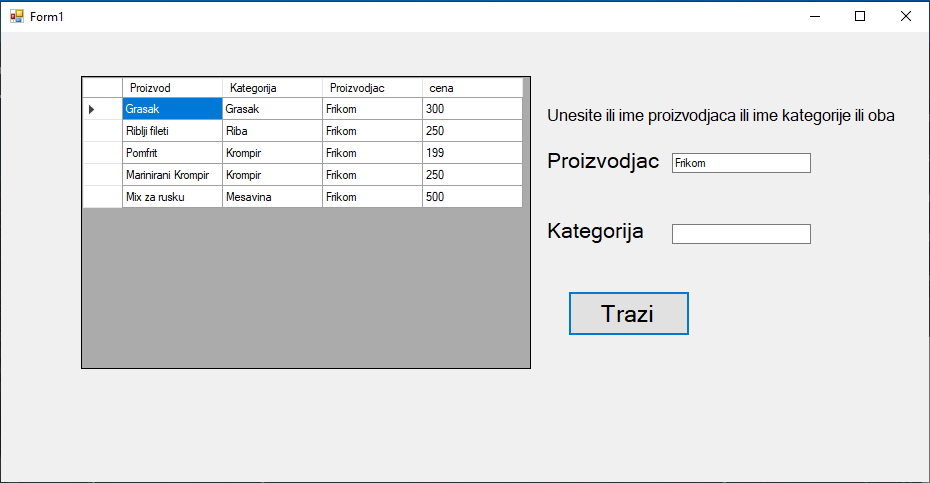 Form1
Proizvod Kategorija Proizvodjac cena
Grasak Grasak Frikom 300
Riblji fileti Riba Frikom 250
Pomfrit Krompir Frikom 199
Marinirani Krompir Krompir Frikom 250
Mix za rusku Mesavina Frikom 500
Unesite ili ime proizvodjaca ili ime kategorije ili oba
Proizvodjac Frikom
Kategorija
Trazi